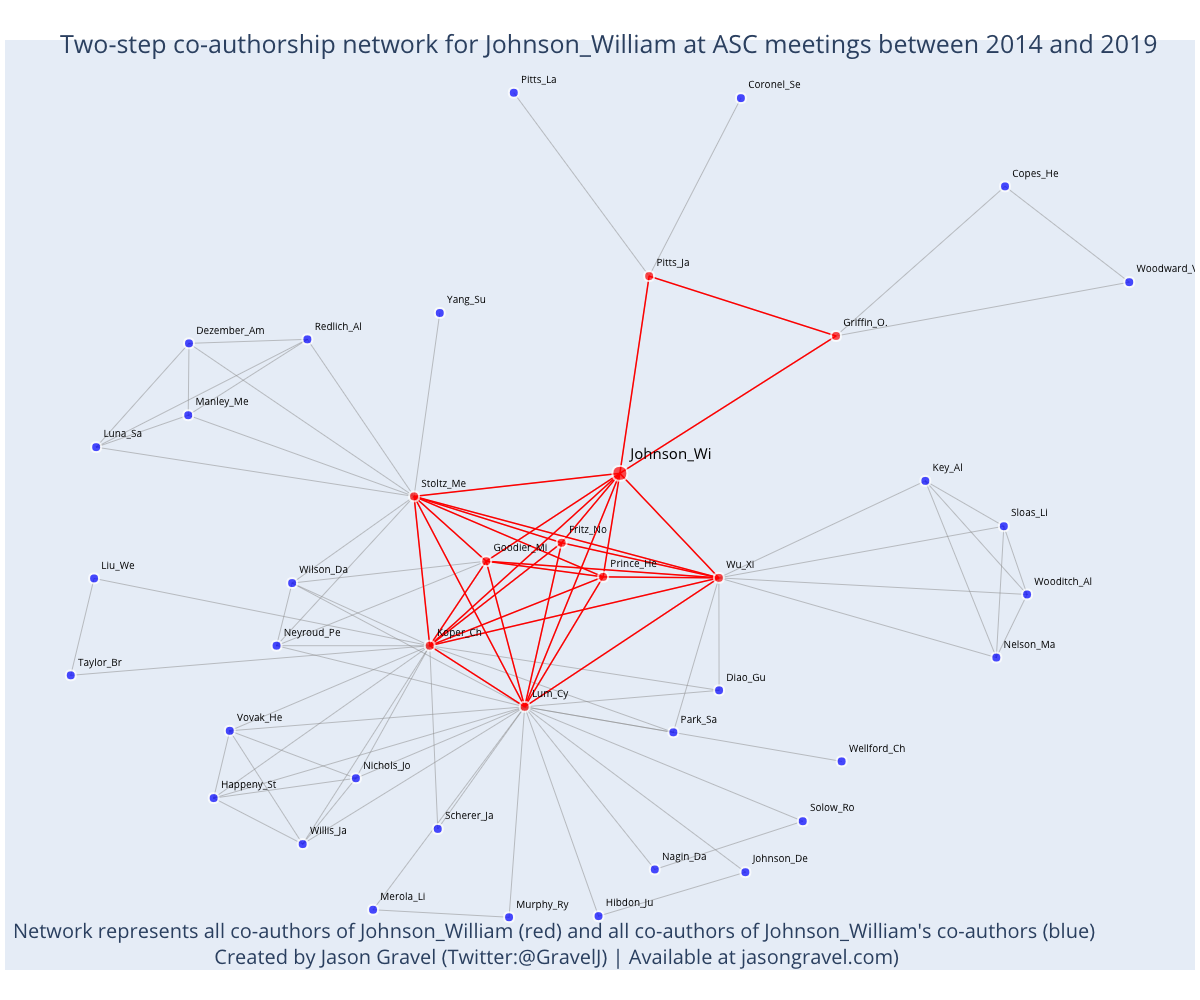 Two-step co-authorship network for Johnson_William at ASC meetings between 2014 and 2019
Pitts_La
Coronel_Se
Copes_He
Pitts_Ja
Woodward_V
Yang_Su
Griffin_O.
Dezember_Am
Redlich_Al
Manley_Me
Luna_Sa
Johnson_Wi
Key_Al
Stoltz_Me
Sloas_Li
Fritz_No
Goodier_Mi
Prince_He
Wu_Xi
Liu_We
Wilson_Da
Wooditch_Al
Neyroud_Pe
Koper_Ch
Nelson_Ma
Taylor_Br
Diao_Gu
Lum_Cy
Vovak_He
Park_Sa
Wellford_Ch
Nichols_Jo
Happeny_St
Solow_Ro
Scherer_Ja
Willis_Ja
Nagin_Da
Johnson_De
Merola_Li
Murphy_Ry
Hibdon_Ju
Network represents all co-authors of Johnson_William (red) and all co-authors of Johnson_William's co-authors (blue)
Created by Jason Gravel (Twitter:@GravelJ) | Available at jasongravel.com)